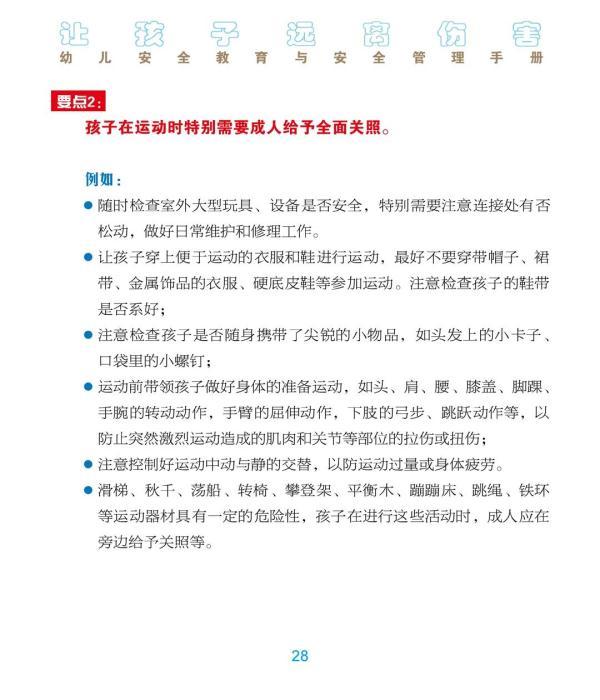 让孩子远离伤害
幼儿安全教育与安全管理手册
要点2：
孩子在运动时特别需要成人给予全面关照。
例如：
● 随时检查室外大型玩具、设备是否安全，特别需要注意连接处有否
松动，做好日常维护和修理工作。
● 让孩子穿上便于运动的衣服和鞋进行运动，最好不要穿带帽子、裙
带、金属饰品的衣服、硬底皮鞋等参加运动。注意检查孩子的鞋带
是否系好；
● 注意检查孩子是否随身携带了尖锐的小物品，如头发上的小卡子、
口袋里的小螺钉；
● 运动前带领孩子做好身体的准备运动，如头、肩、腰、膝盖、脚踝、
手腕的转动动作，手臂的屈伸动作，下肢的弓步、跳跃动作等，以
防止突然激烈运动造成的肌肉和关节等部位的拉伤或扭伤；
● 注意控制好运动中动与静的交替，以防运动过量或身体疲劳。
● 滑梯、秋千、荡船、转椅、攀登架、平衡木、蹦蹦床、跳绳、铁环
等运动器材具有一定的危险性，孩子在进行这些活动时，成人应在
旁边给予关照等。
28